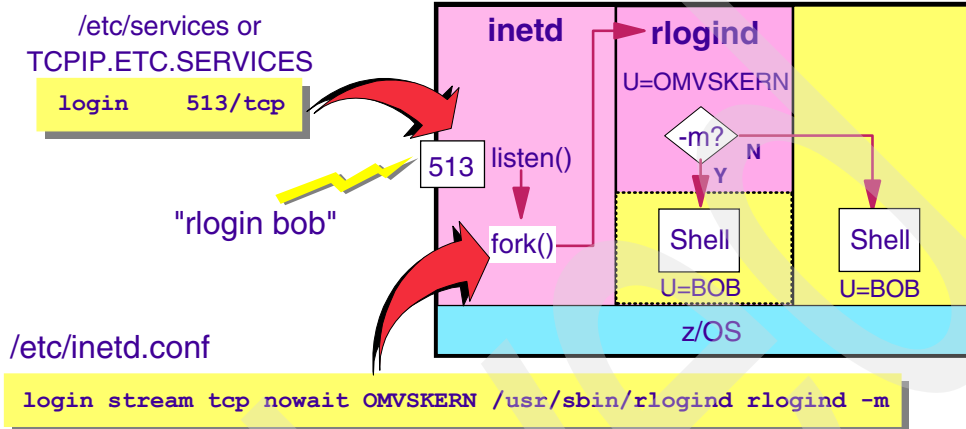 /etc/services or
TCPIP.ETC.SERVICES
login 513/tcp
inetd
rlogind
U=OMVSKERN
-m?
N
Y
513
listen()
"rlogin bob"
fork()
Shell
Shell
U=BOB
U=BOB
z/OS
/etc/inetd.conf
login stream tcp nowait OMVSKERN /usr/sbin/rlogind rlogind -m